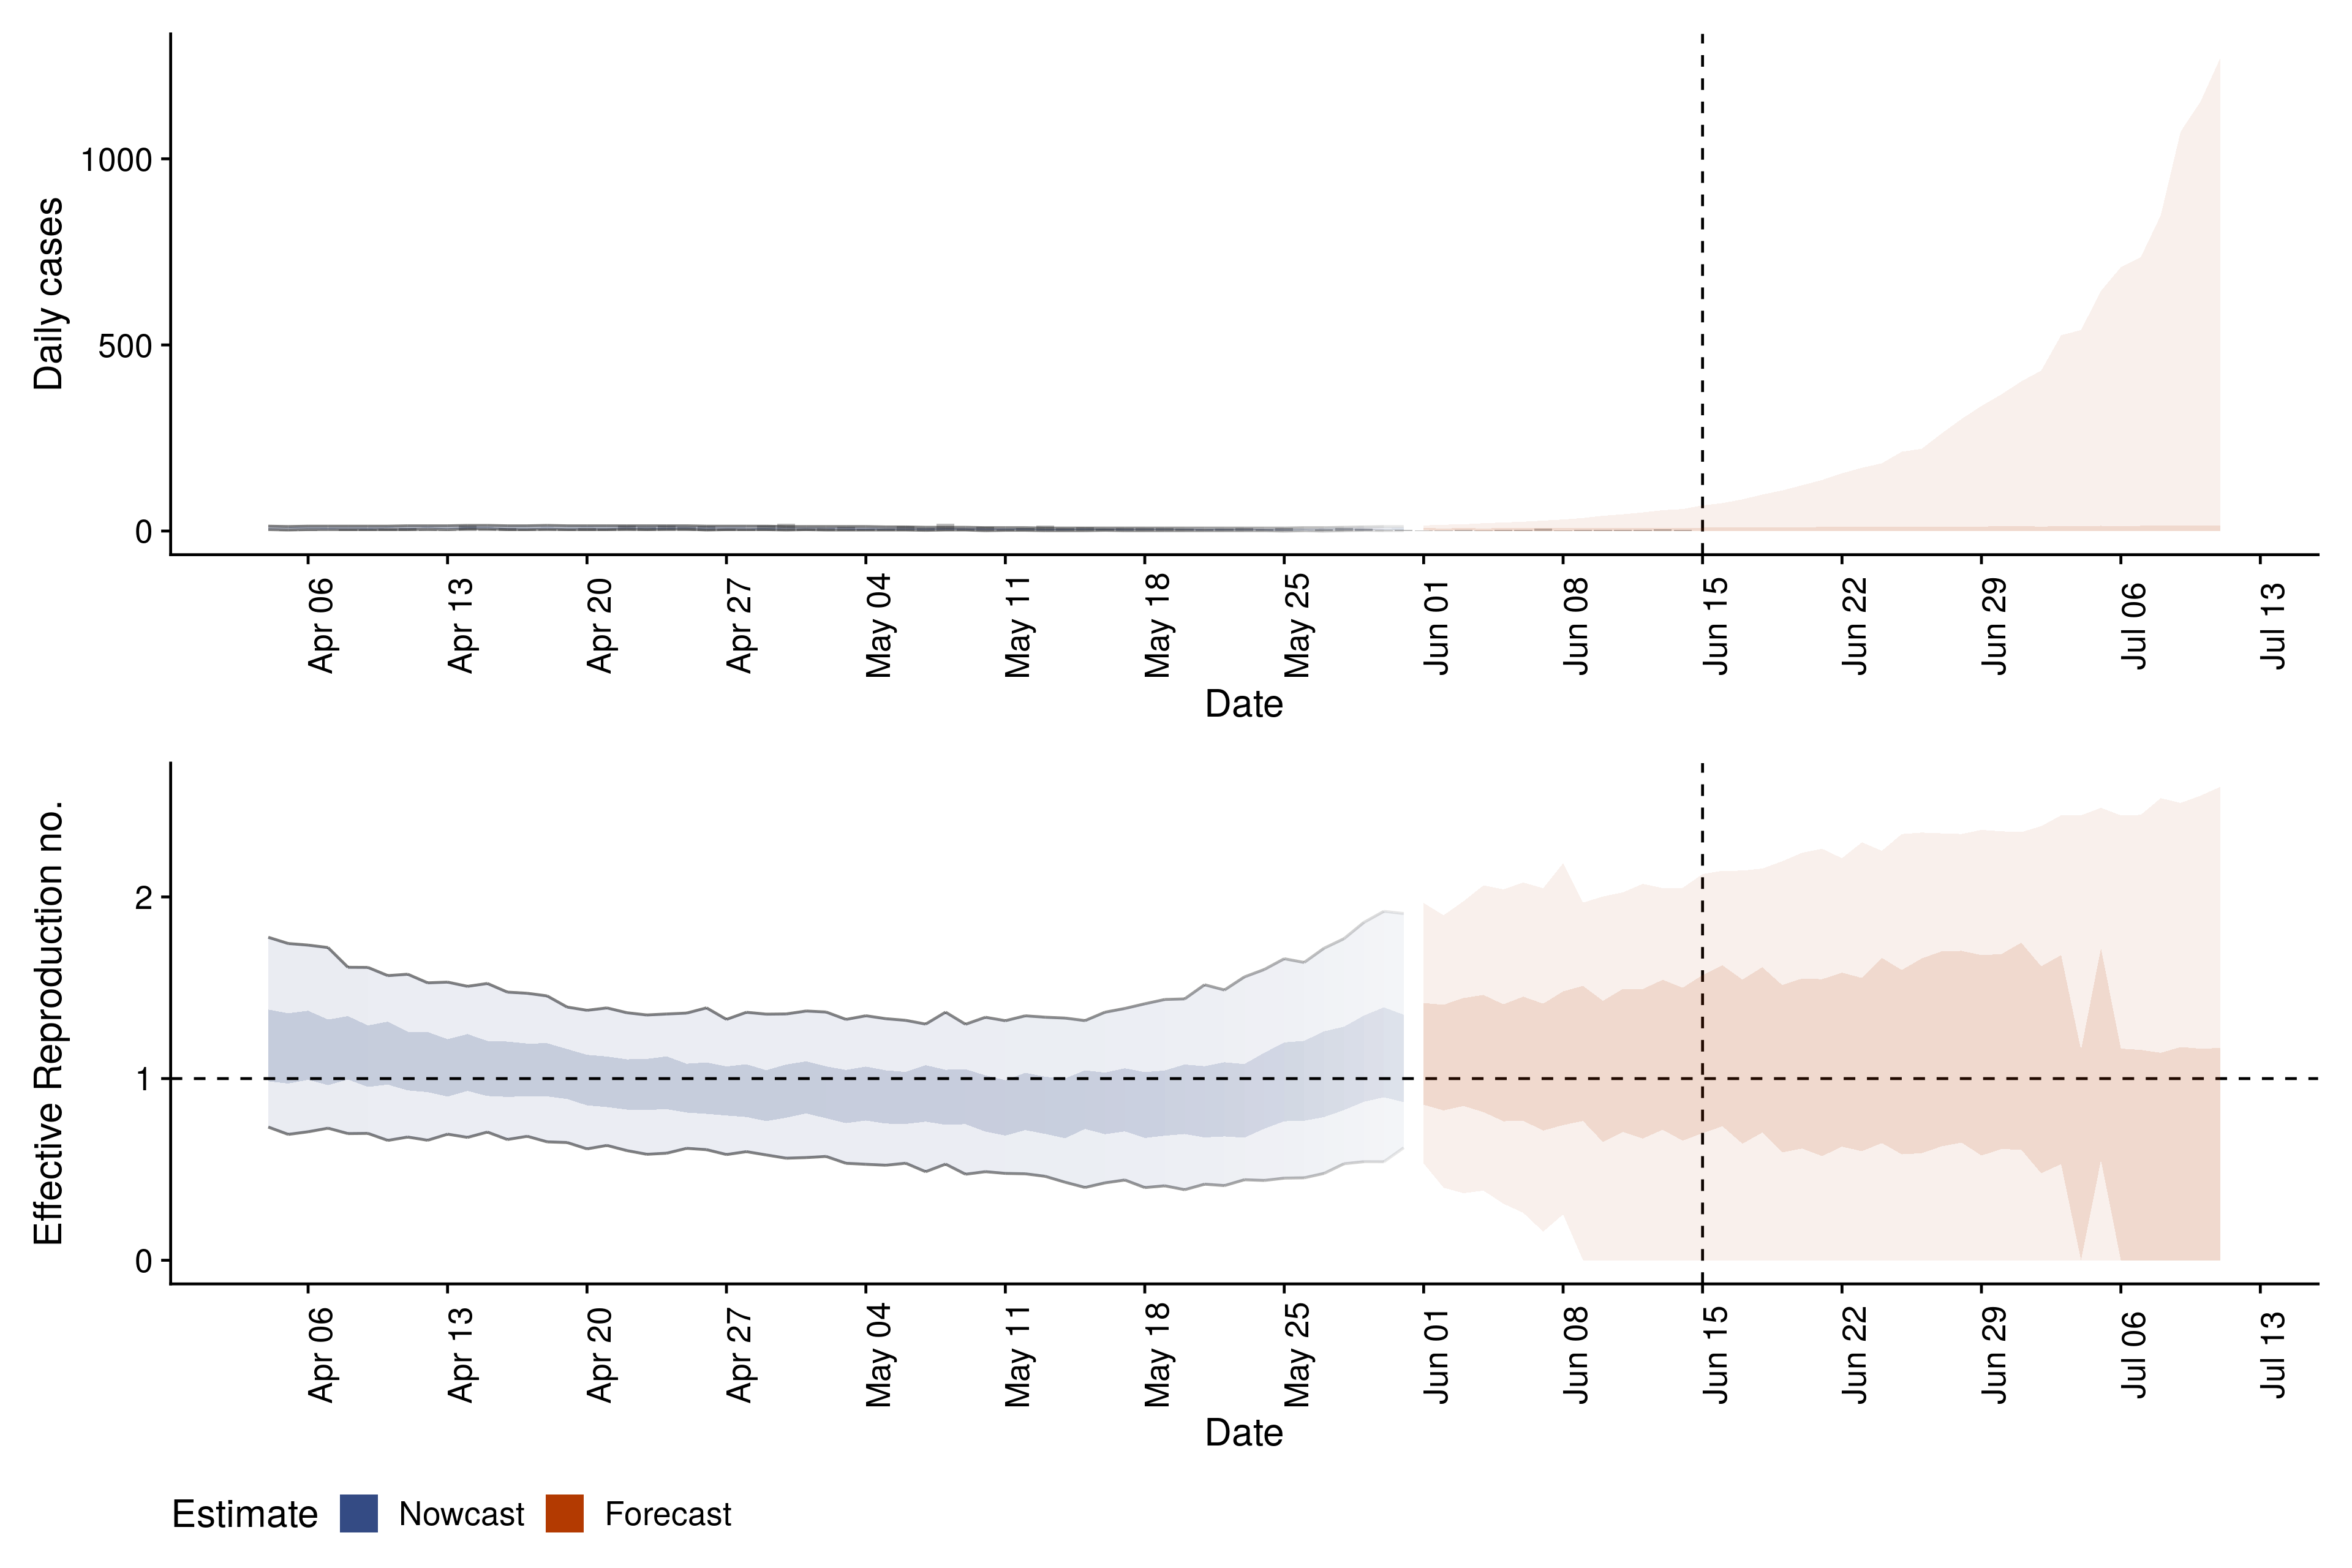 Daily cases
1000
500
0
Apr 06 Apr 13 Apr 20 Apr 27 May 04 May 11 May 18 May 25 Jun 01 Jun 08 Jun 15 Jun 22 Jun 29 Jul 06 Jul 13
Date
Effective Reproduction no.
2
1
0
Apr 06 Apr 13 Apr 20 Apr 27 May 04 May 11 May 18 May 25 Jun 01 Jun 08 Jun 15 Jun 22 Jun 29 Jul 06 Jul 13
Date
Estimate Nowcast Forecast